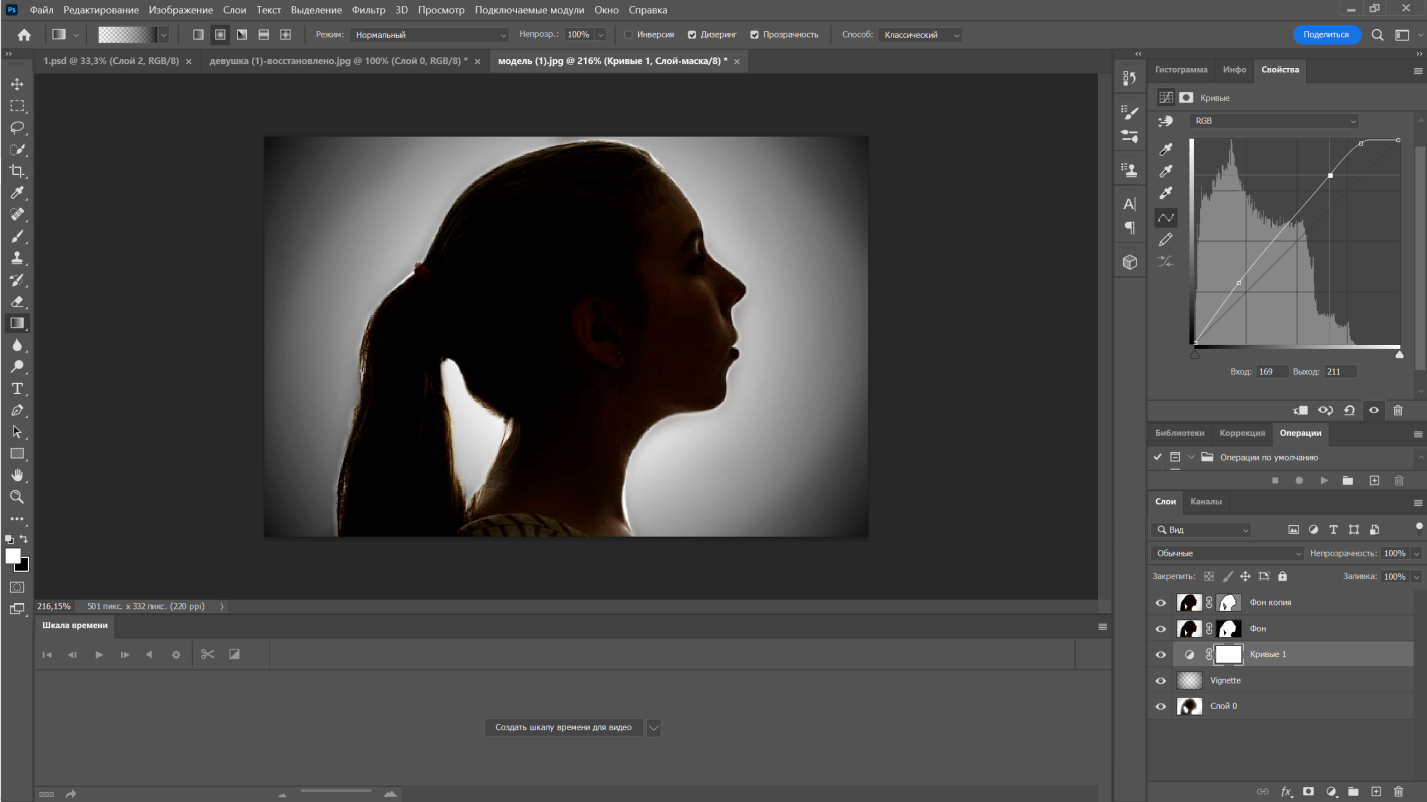 Ps Файл Редактирование Изображение Слои Текст Выделение Фильтр 3D Просмотр Подключаемые модули Окно Справка
Режим: Нормальный Непрозр.: 100% Инверсия Дизеринг Прозрачность Способ: Классический Поделиться
1.psd @ 33,3% (Слой 2, RGB/8) × девушка (1)-восстановлено.jpg @ 100% (Слой 0, RGB/8) * × модель (1).jpg @ 216% (Кривые 1, Слой-маска/8) * ×
Гистограмма Инфо Свойства
Кривые
RGB
Вход: 169 Выход: 211
Библиотеки Коррекция Операции
Операции по умолчанию
Слои Каналы
Вид
Обычные Непрозрачность: 100%
Закрепить: Заливка: 100%
Фон копия
Фон
Кривые 1
Vignette
Слой 0
fx
216,15% 501 пикс. x 332 пикс. (220 ppi)
Шкала времени
Создать шкалу времени для видео